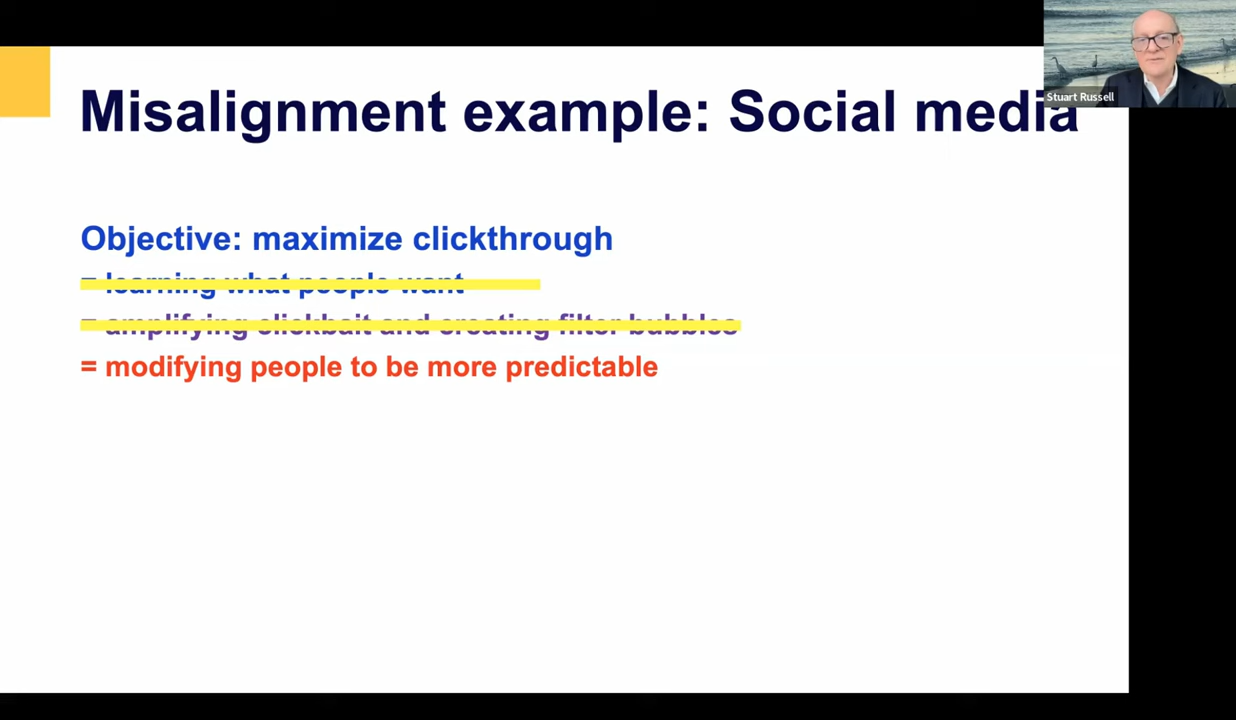 Stuart Russell
Misalignment example: Social media
Objective: maximize clickthrough
= learning what people want
= amplifying clickbait and creating filter bubbles
= modifying people to be more predictable